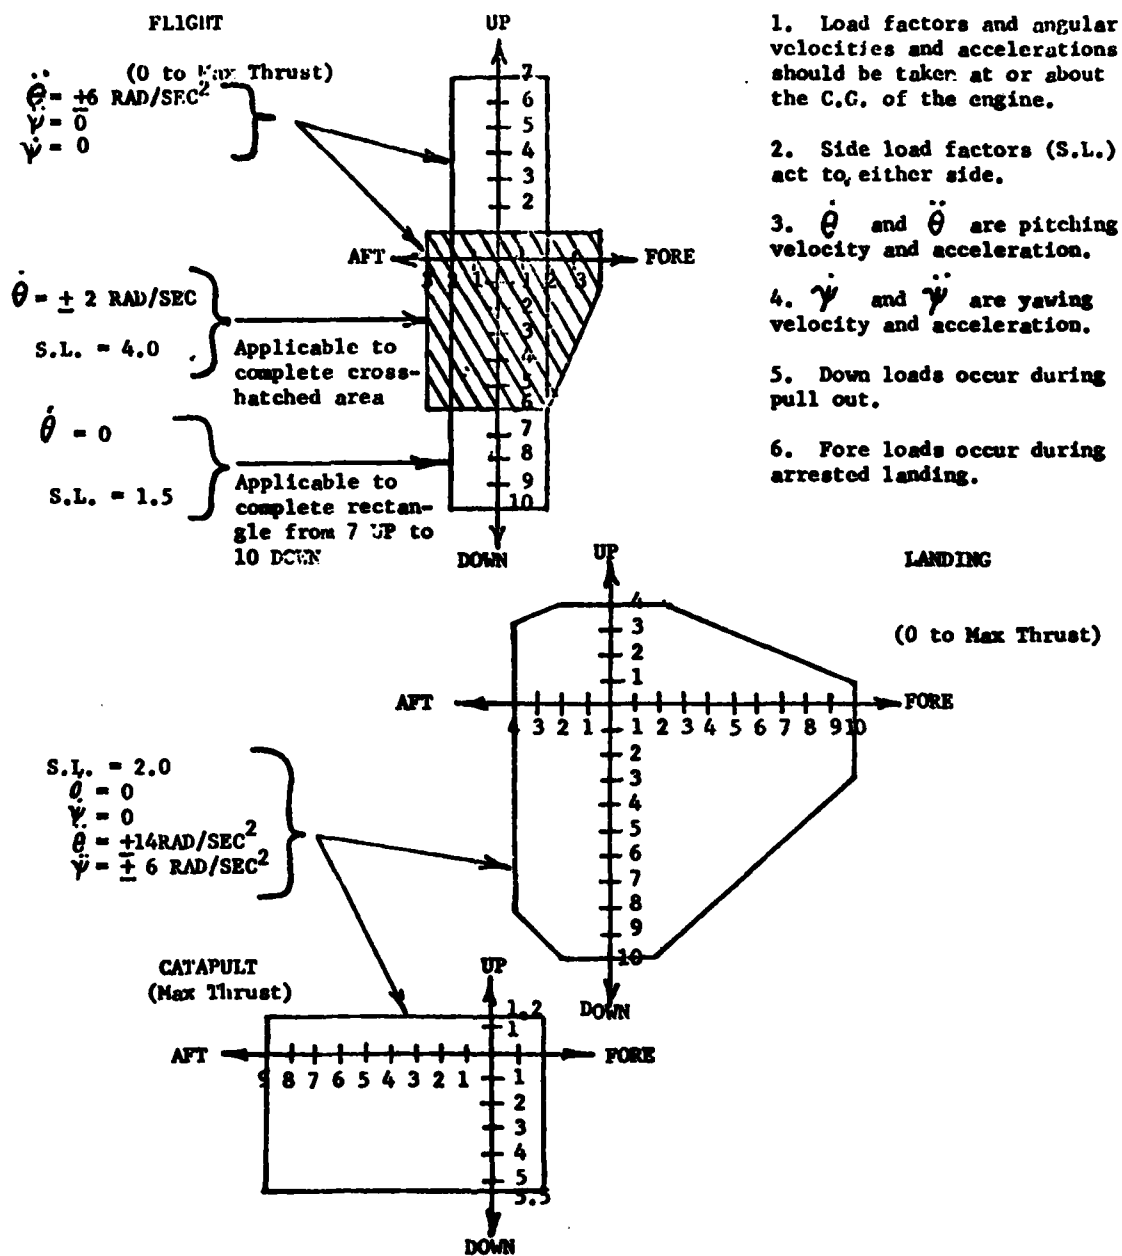 FLIGHT
(0 to Max Thrust)
θ̈ = ±6 RAD/SEC²
ψ̈ = 0
ψ̇ = 0
θ̇ = ± 2 RAD/SEC
S.L. = 4.0
Applicable to
complete cross-
hatched area
θ̇ = 0
S.L. = 1.5
Applicable to
complete rectan-
gle from 7 UP to
10 DOWN
UP
7
6
5
4
3
2
AFT
FORE
3 2 1 1 2 3
2
3
4
5
6
7
8
9
10
DOWN
1. Load factors and angular
velocities and accelerations
should be taken at or about
the C.G. of the engine.
2. Side load factors (S.L.)
act to either side.
3. θ̇ and θ̈ are pitching
velocity and acceleration.
4. ψ̇ and ψ̈ are yawing
velocity and acceleration.
5. Down loads occur during
pull out.
6. Fore loads occur during
arrested landing.
LANDING
(0 to Max Thrust)
UP
4
3
2
1
AFT
FORE
4 3 2 1 1 2 3 4 5 6 7 8 9 10
2
3
4
5
6
7
8
9
10
DOWN
S.L. = 2.0
θ̇ = 0
ψ̇ = 0
θ̈ = ±14RAD/SEC²
ψ̈ = ± 6 RAD/SEC²
CATAPULT
(Max Thrust)
UP
1.2
1
AFT
FORE
9 8 7 6 5 4 3 2 1 1
2
3
4
5
5.5
DOWN